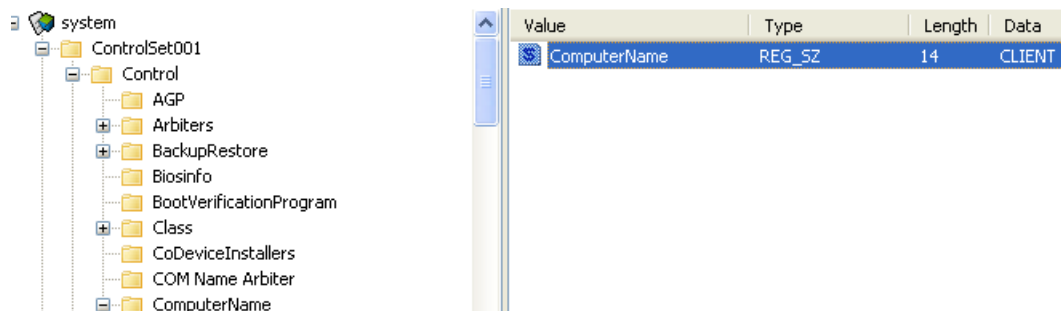 system
ControlSet001
Control
AGP
Arbiters
BackupRestore
Biosinfo
BootVerificationProgram
Class
CoDeviceInstallers
COM Name Arbiter
ComputerName
Value Type Length Data
ComputerName REG_SZ 14 CLIENT